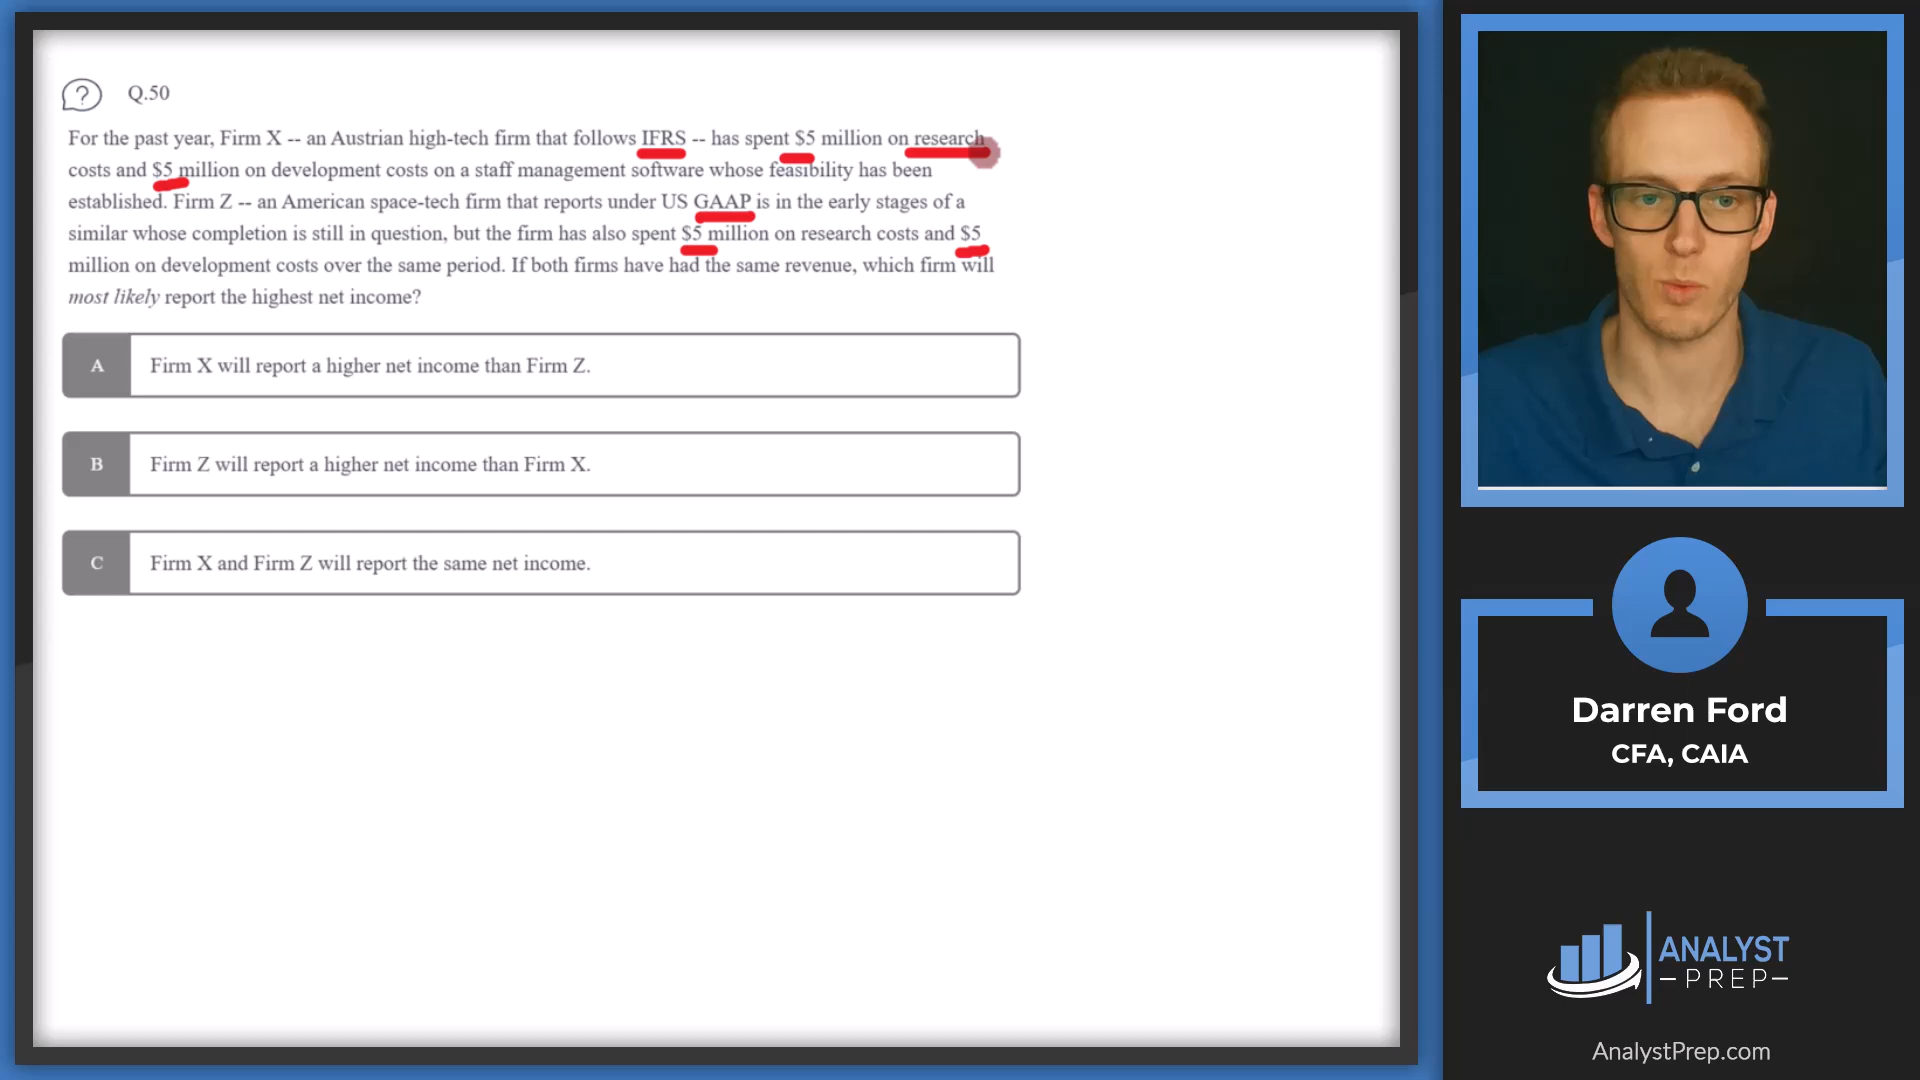 Q.50
For the past year, Firm X -- an Austrian high-tech firm that follows IFRS -- has spent $5 million on research
costs and $5 million on development costs on a staff management software whose feasibility has been
established. Firm Z -- an American space-tech firm that reports under US GAAP is in the early stages of a
similar whose completion is still in question, but the firm has also spent $5 million on research costs and $5
million on development costs over the same period. If both firms have had the same revenue, which firm will
most likely report the highest net income?
A Firm X will report a higher net income than Firm Z.
B Firm Z will report a higher net income than Firm X.
C Firm X and Firm Z will report the same net income.
Darren Ford
CFA, CAIA
ANALYST
PREP
AnalystPrep.com